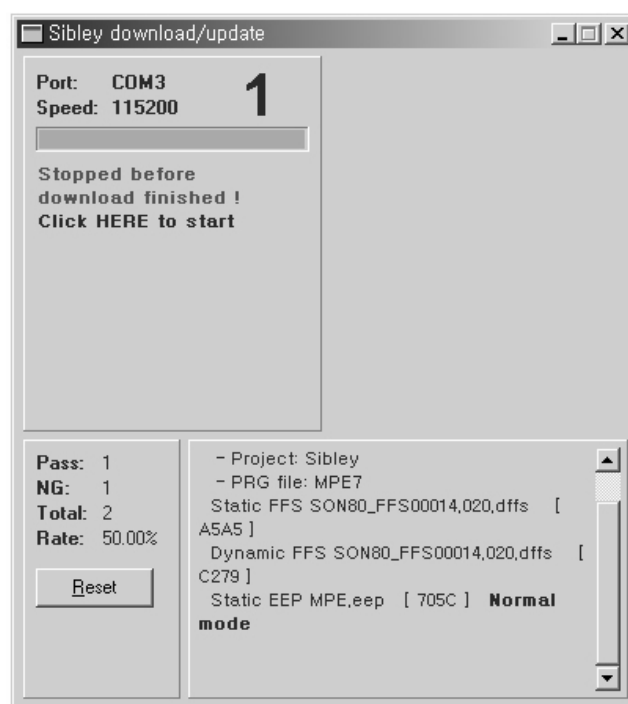 Sibley download/update
Port: COM3
Speed: 115200
1
Stopped before
download finished !
Click HERE to start
Pass: 1
NG: 1
Total: 2
Rate: 50.00%
Reset
- Project: Sibley
- PRG file: MPE7
Static FFS SON80_FFS00014,020,dffs [
A5A5 ]
Dynamic FFS SON80_FFS00014,020,dffs [
C279 ]
Static EEP MPE,eep [ 705C ] Normal
mode